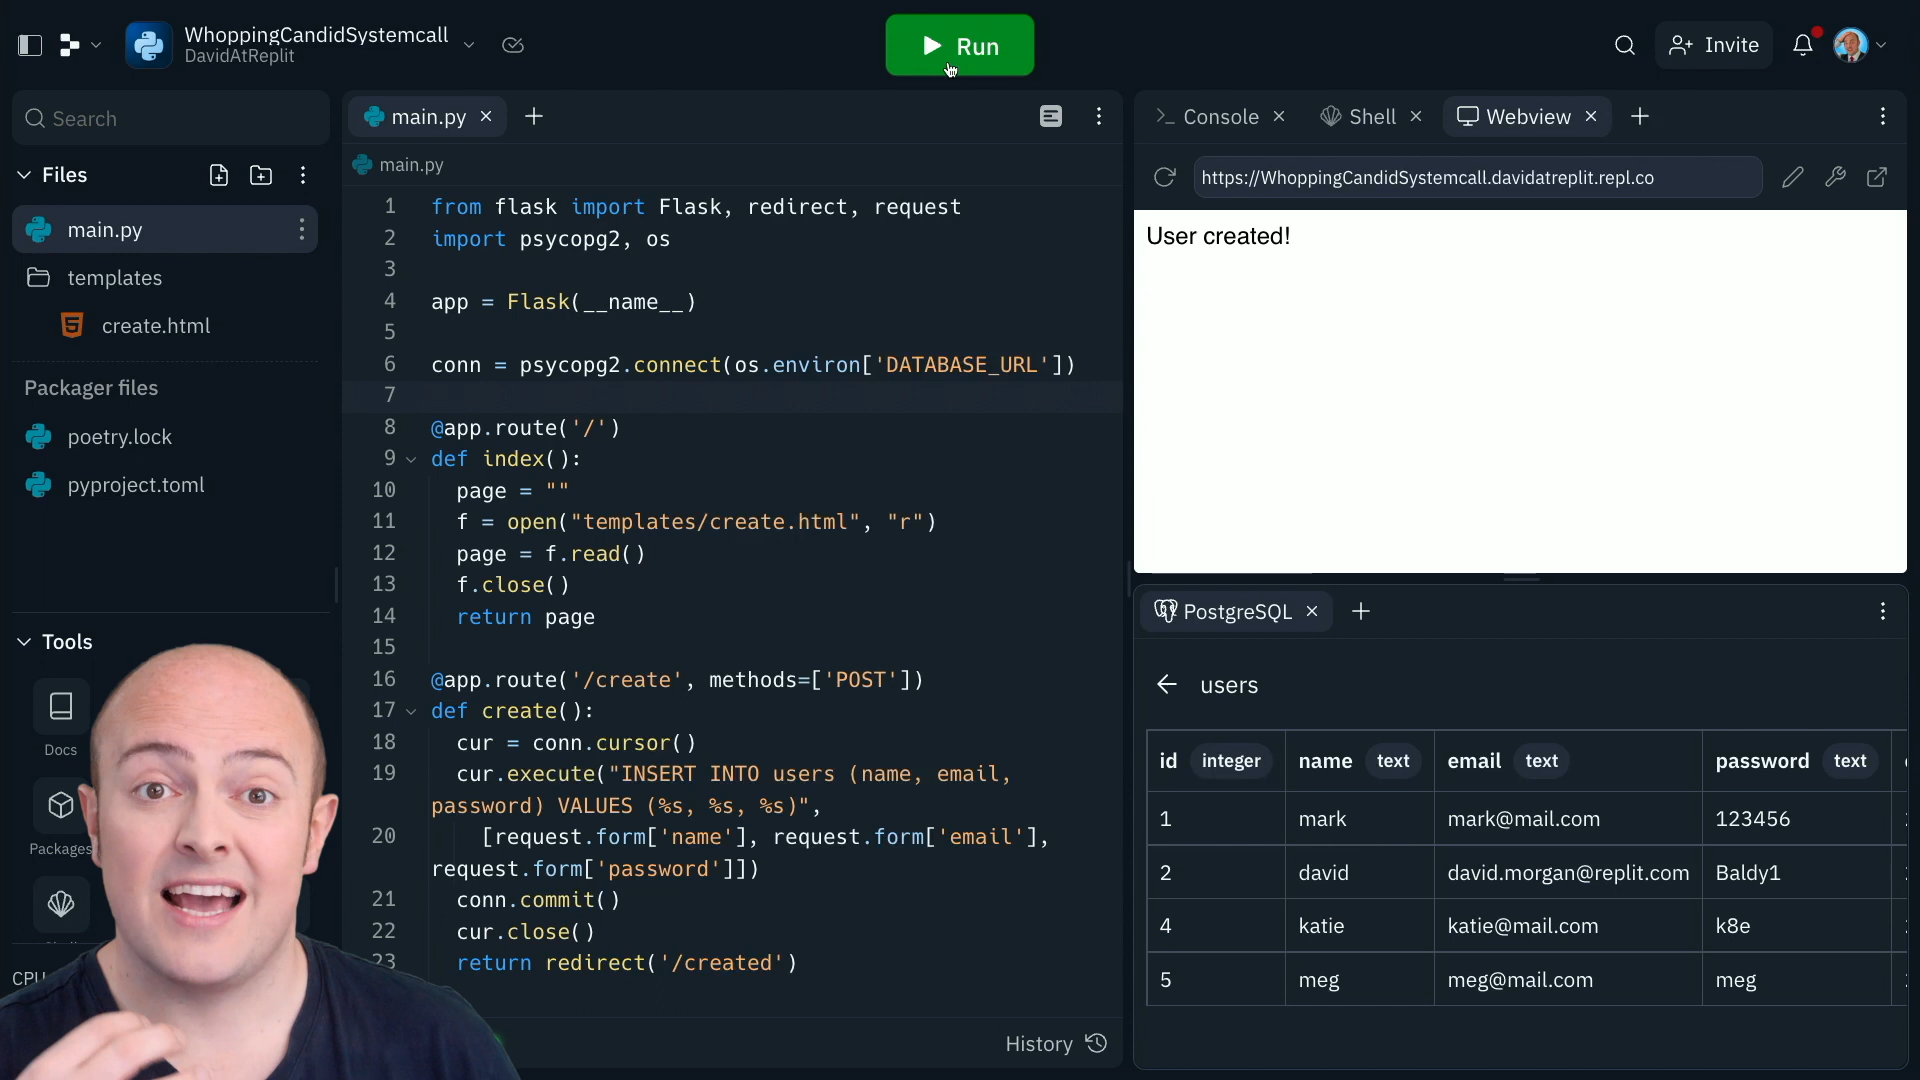 WhoppingCandidSystemcall
DavidAtReplit
Run
Invite
Search
Files
main.py
templates
create.html
Packager files
poetry.lock
pyproject.toml
Tools
Docs
Packages
CPU
main.py
main.py
1 from flask import Flask, redirect, request
2 import psycopg2, os
3
4 app = Flask(__name__)
5
6 conn = psycopg2.connect(os.environ['DATABASE_URL'])
7
8 @app.route('/')
9 def index():
10 page = ""
11 f = open("templates/create.html", "r")
12 page = f.read()
13 f.close()
14 return page
15
16 @app.route('/create', methods=['POST'])
17 def create():
18 cur = conn.cursor()
19 cur.execute("INSERT INTO users (name, email,
password) VALUES (%s, %s, %s)",
20 [request.form['name'], request.form['email'],
request.form['password']])
21 conn.commit()
22 cur.close()
23 return redirect('/created')
History
Console Shell Webview
https://WhoppingCandidSystemcall.davidatreplit.repl.co
User created!
PostgreSQL
users
id integer name text email text password text
1 mark mark@mail.com 123456
2 david david.morgan@replit.com Baldy1
4 katie katie@mail.com k8e
5 meg meg@mail.com meg